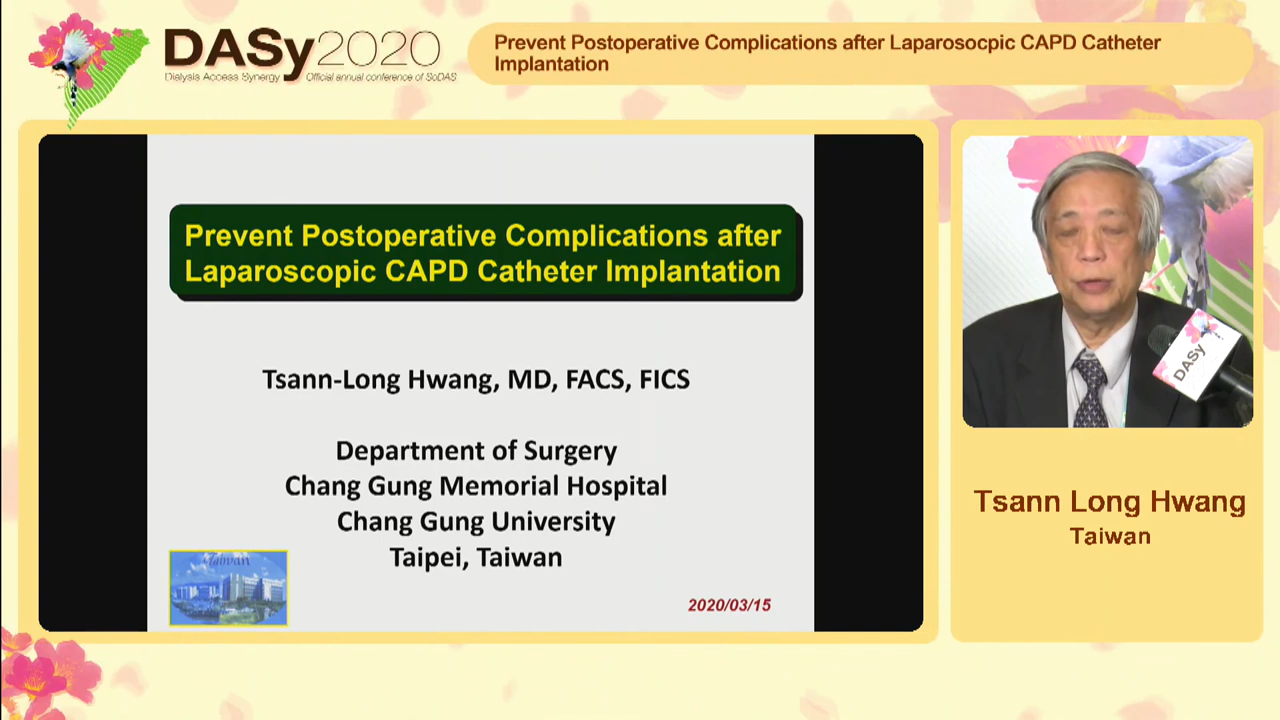 DASy2020
Dialysis Access Synergy Official annual conference of SoDAS
Prevent Postoperative Complications after Laparosocpic CAPD Catheter
Implantation
Prevent Postoperative Complications after
Laparoscopic CAPD Catheter Implantation
Tsann-Long Hwang, MD, FACS, FICS
Department of Surgery
Chang Gung Memorial Hospital
Chang Gung University
Taipei, Taiwan
Taiwan
2020/03/15
DASy
Tsann Long Hwang
Taiwan